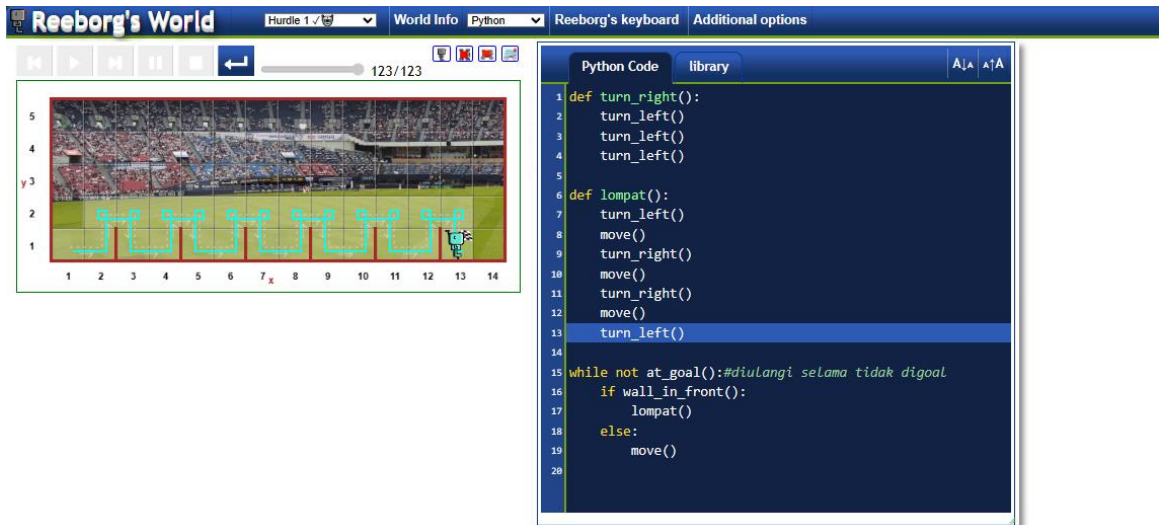 Reeborg's World
Hurdle 1 ✓
World Info Python
Reeborg's keyboard
Additional options
123/123
5
4
y 3
2
1
1 2 3 4 5 6 7 x 8 9 10 11 12 13 14
Python Code library
A↓A A↑A
1 def turn_right():
2     turn_left()
3     turn_left()
4     turn_left()
5
6 def lompat():
7     turn_left()
8     move()
9     turn_right()
10     move()
11     turn_right()
12     move()
13     turn_left()
14
15 while not at_goal():#diulangi selama tidak digoal
16     if wall_in_front():
17         lompat()
18     else:
19         move()
20